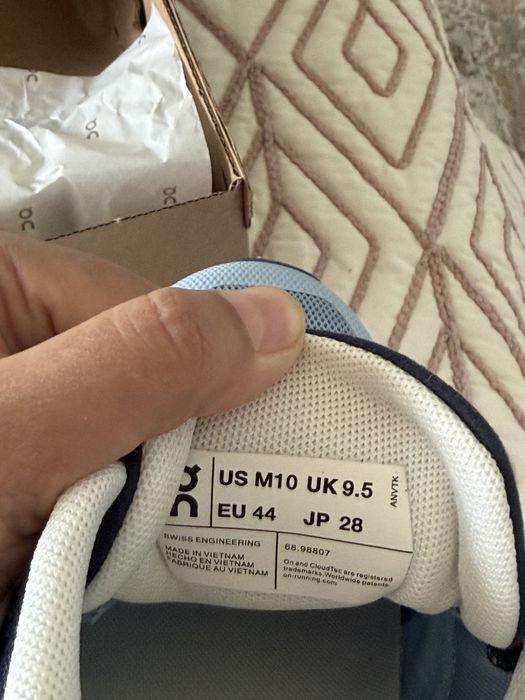 US M10 UK 9.5
EU 44 JP 28
ANVTK
SWISS ENGINEERING
MADE IN VIETNAM
HECHO EN VIETNAM
FABRIQUE AU VIETNAM
68.98807
On and CloudTec are registered
trademarks. Worldwide patents
on-running.com